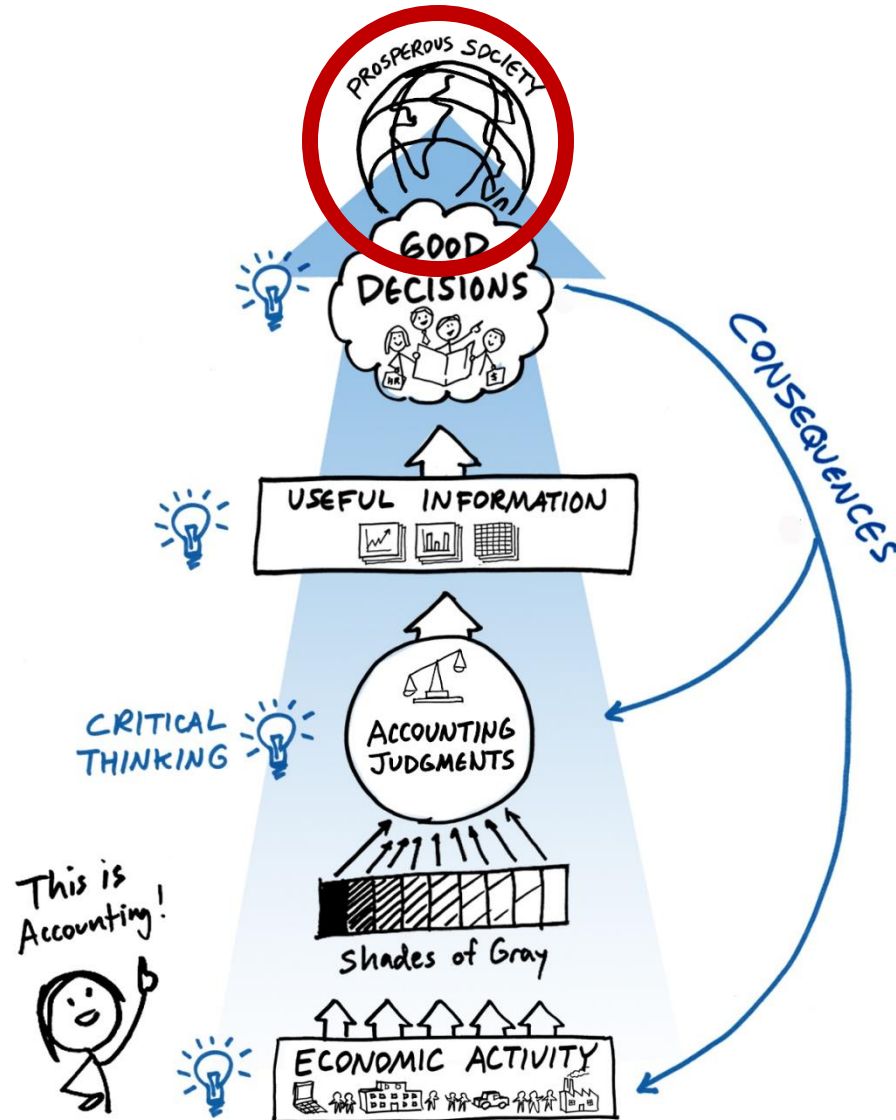 PROSPEROUS SOCIETY
GOOD
DECISIONS
HR
$
CONSEQUENCES
USEFUL INFORMATION
CRITICAL
THINKING
ACCOUNTING
JUDGMENTS
This is
Accounting!
Shades of Gray
ECONOMIC ACTIVITY